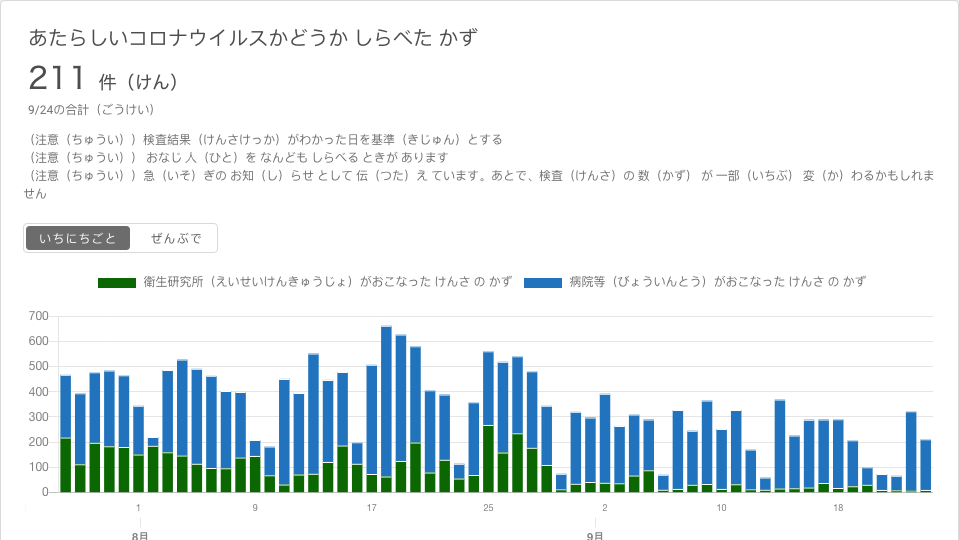 あたらしいコロナウイルスかどうか しらべた かず
211 件（けん）
9/24の合計（ごうけい）
（注意（ちゅうい））検査結果（けんさけっか）がわかった日を基準（きじゅん）とする
（注意（ちゅうい）） おなじ 人（ひと）を なんども しらべる ときが あります
（注意（ちゅうい））急（いそ）ぎの お知（し）らせ として 伝（つた）え ています。あとで、検査（けんさ）の 数（かず） が 一部（いちぶ） 変（か）わるかもしれま
せん
いちにちごと ぜんぶで
衛生研究所（えいせいけんきゅうじょ）がおこなった けんさ の かず 病院等（びょういんとう）がおこなった けんさ の かず
700
600
500
400
300
200
100
0
1 9 17 25 2 10 18
8月 9月